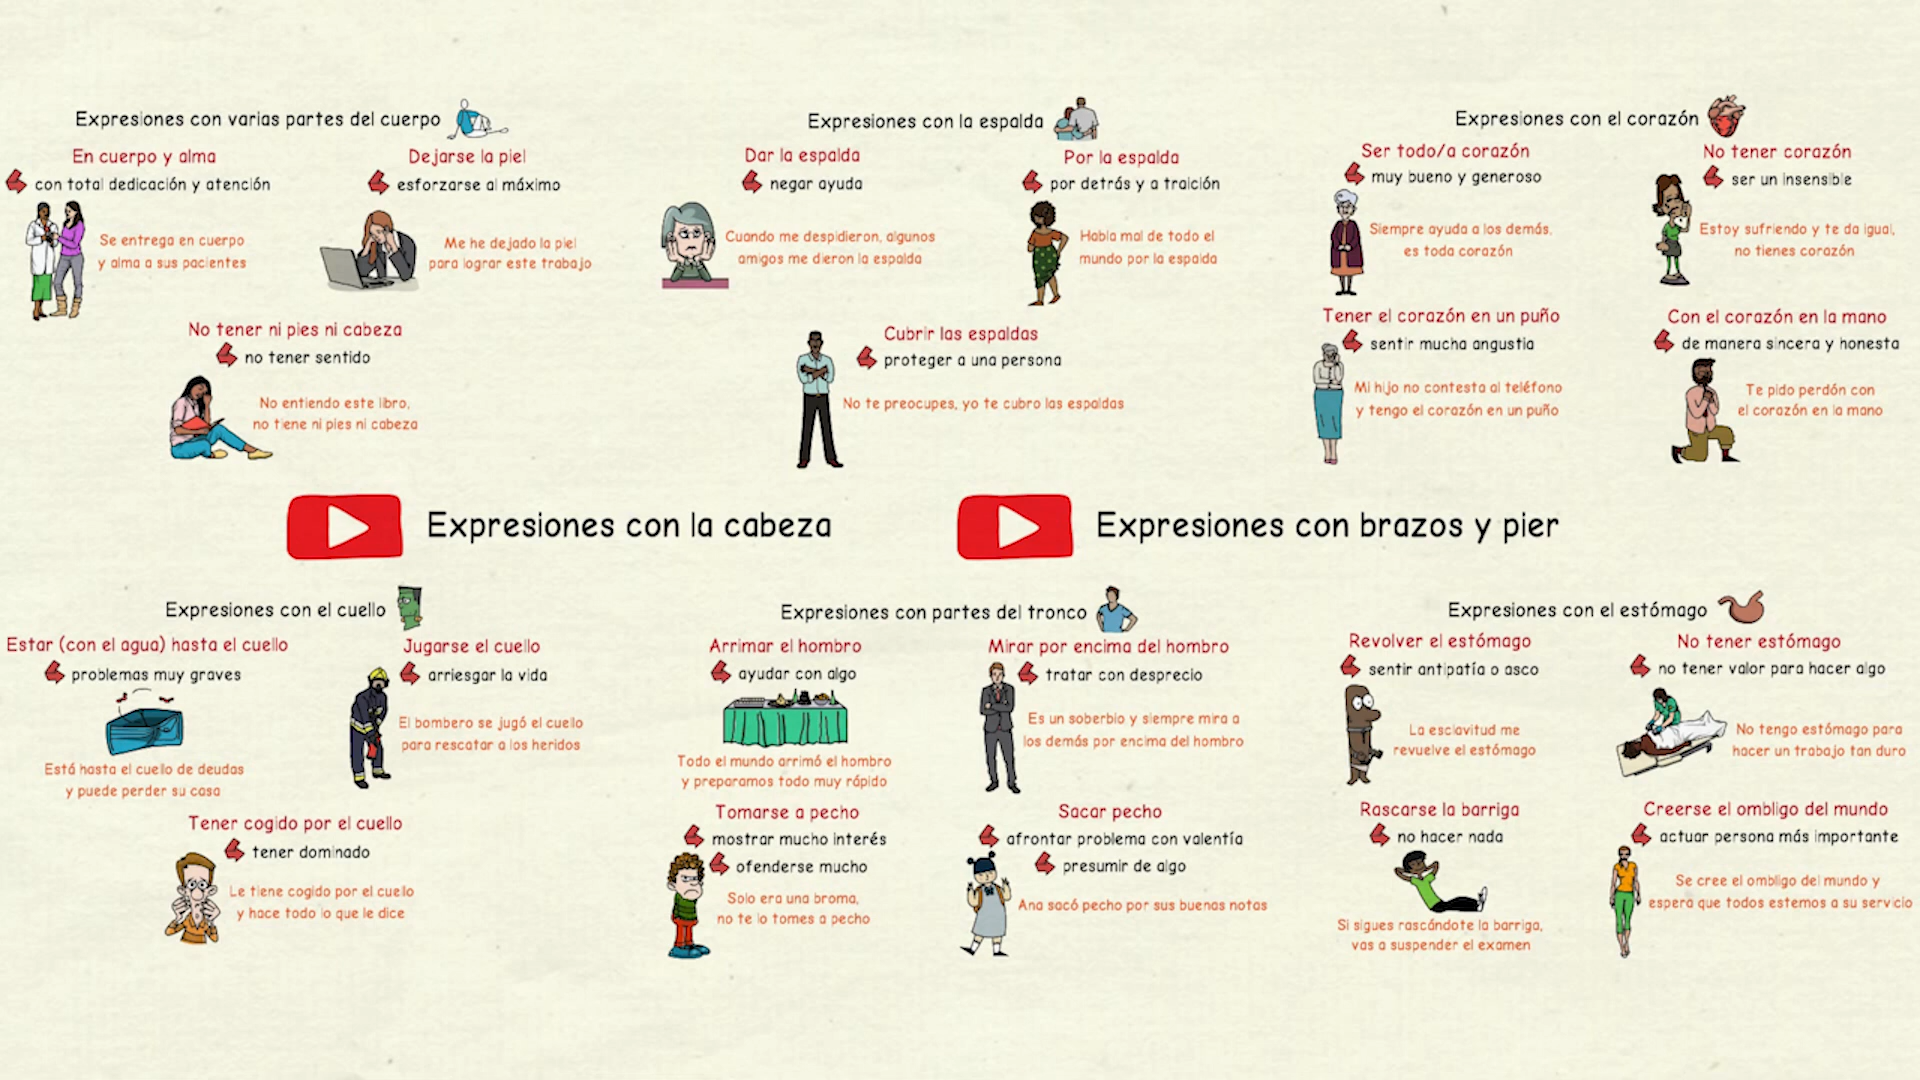 Expresiones con varias partes del cuerpo
En cuerpo y alma
con total dedicación y atención
Se entrega en cuerpo
y alma a sus pacientes
Dejarse la piel
esforzarse al máximo
Me he dejado la piel
para lograr este trabajo
No tener ni pies ni cabeza
no tener sentido
No entiendo este libro,
no tiene ni pies ni cabeza
Expresiones con la espalda
Dar la espalda
negar ayuda
Cuando me despidieron, algunos
amigos me dieron la espalda
Por la espalda
por detrás y a traición
Habla mal de todo el
mundo por la espalda
Cubrir las espaldas
proteger a una persona
No te preocupes, yo te cubro las espaldas
Expresiones con el corazón
Ser todo/a corazón
muy bueno y generoso
Siempre ayuda a los demás,
es toda corazón
No tener corazón
ser un insensible
Estoy sufriendo y te da igual,
no tienes corazón
Tener el corazón en un puño
sentir mucha angustia
Mi hijo no contesta al teléfono
y tengo el corazón en un puño
Con el corazón en la mano
de manera sincera y honesta
Te pido perdón con
el corazón en la mano
Expresiones con la cabeza
Expresiones con brazos y pier
Expresiones con el cuello
Estar (con el agua) hasta el cuello
problemas muy graves
Está hasta el cuello de deudas
y puede perder su casa
Jugarse el cuello
arriesgar la vida
El bombero se jugó el cuello
para rescatar a los heridos
Tener cogido por el cuello
tener dominado
Le tiene cogido por el cuello
y hace todo lo que le dice
Expresiones con partes del tronco
Arrimar el hombro
ayudar con algo
Todo el mundo arrimó el hombro
y preparamos todo muy rápido
Mirar por encima del hombro
tratar con desprecio
Es un soberbio y siempre mira a
los demás por encima del hombro
Tomarse a pecho
mostrar mucho interés
ofenderse mucho
Solo era una broma,
no te lo tomes a pecho
Sacar pecho
afrontar problema con valentía
presumir de algo
Ana sacó pecho por sus buenas notas
Expresiones con el estómago
Revolver el estómago
sentir antipatía o asco
La esclavitud me
revuelve el estómago
No tener estómago
no tener valor para hacer algo
No tengo estómago para
hacer un trabajo tan duro
Rascarse la barriga
no hacer nada
Si sigues rascándote la barriga,
vas a suspender el examen
Creerse el ombligo del mundo
actuar persona más importante
Se cree el ombligo del mundo y
espera que todos estemos a su servicio